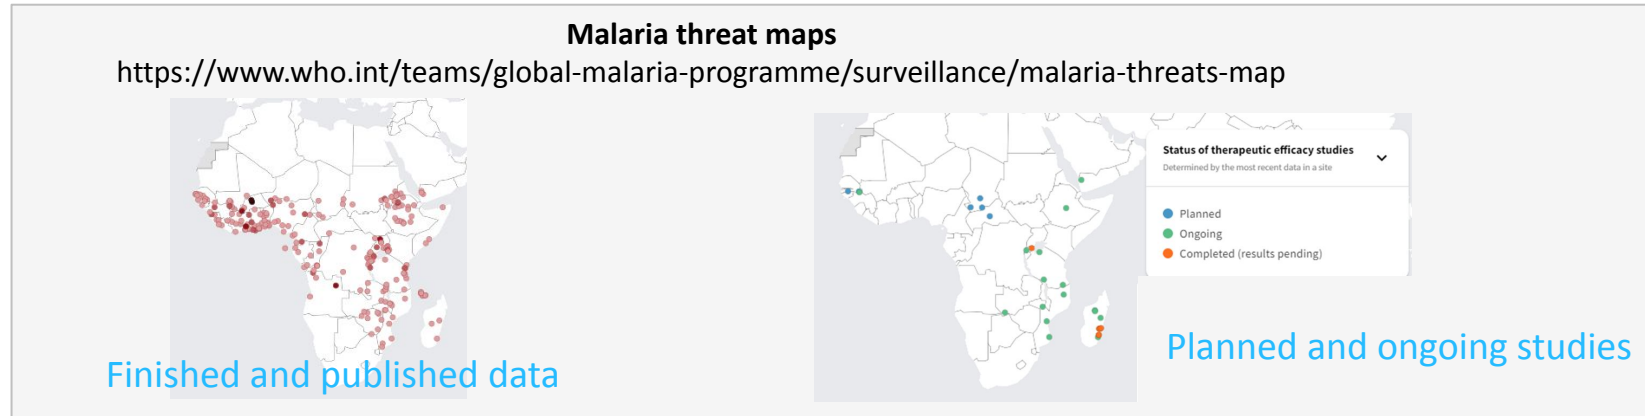 Malaria threat maps
https://www.who.int/teams/global-malaria-programme/surveillance/malaria-threats-map
Status of therapeutic efficacy studies
Determined by the most recent data in a site
Planned
Ongoing
Completed (results pending)
Finished and published data
Planned and ongoing studies